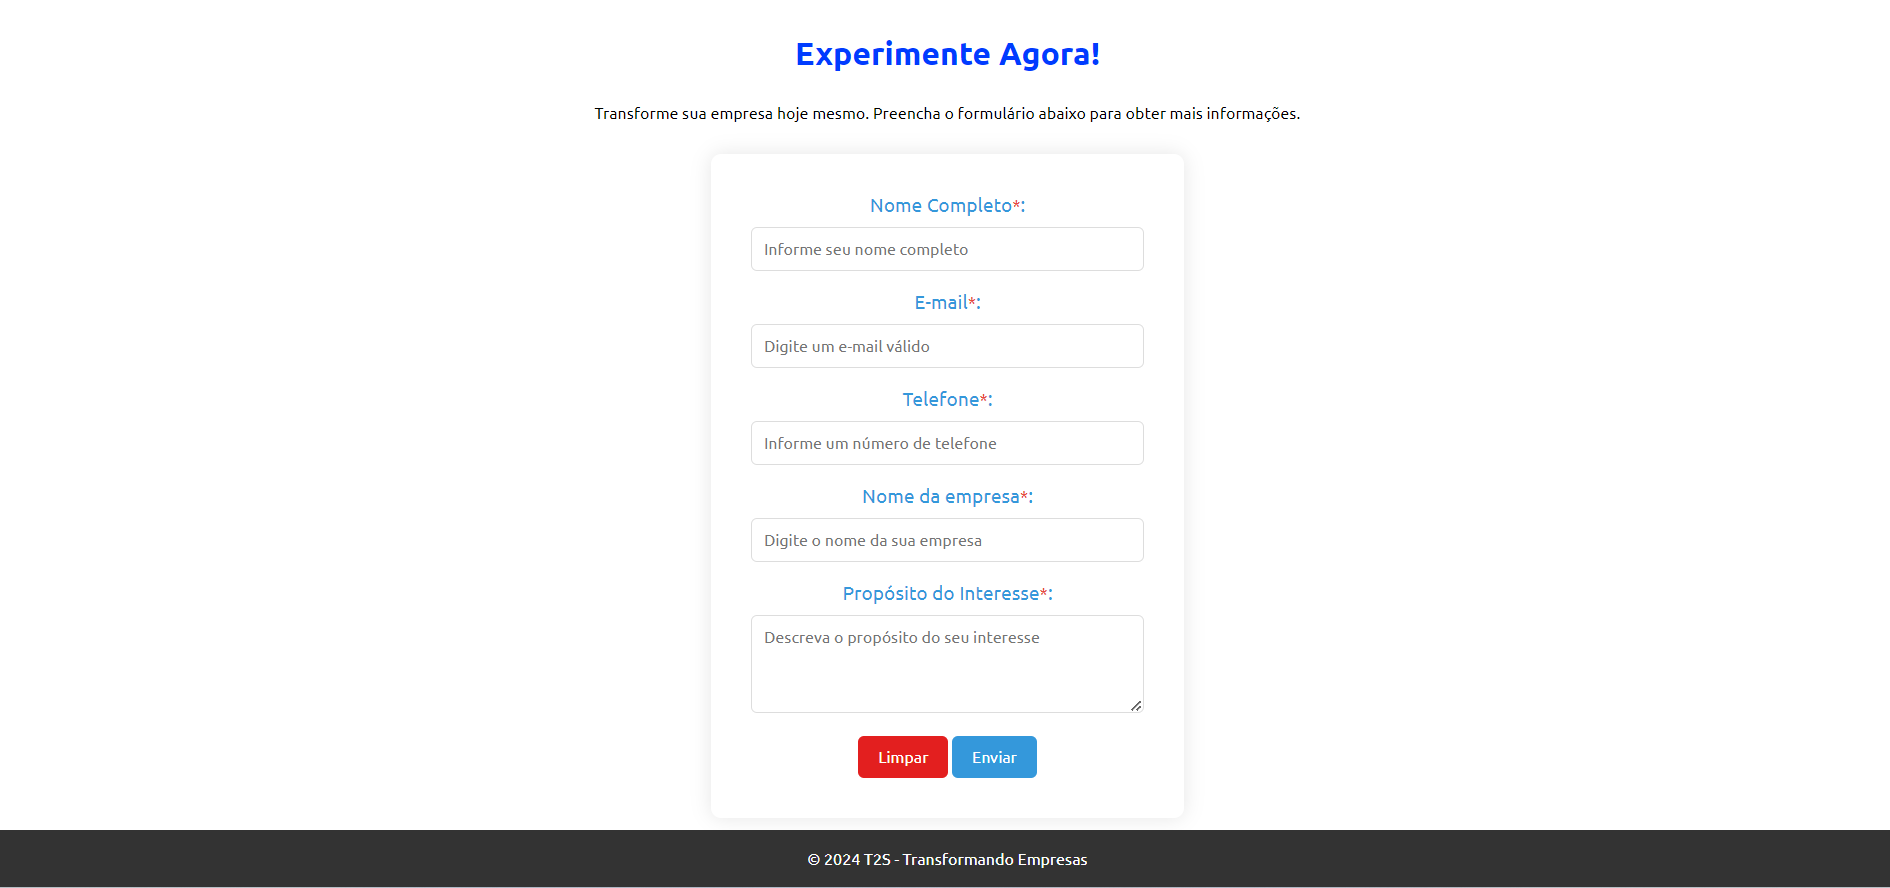 Experimente Agora!
Transforme sua empresa hoje mesmo. Preencha o formulário abaixo para obter mais informações.
Nome Completo*:
Informe seu nome completo
E-mail*:
Digite um e-mail válido
Telefone*:
Informe um número de telefone
Nome da empresa*:
Digite o nome da sua empresa
Propósito do Interesse*:
Descreva o propósito do seu interesse
Limpar Enviar
© 2024 T2S - Transformando Empresas